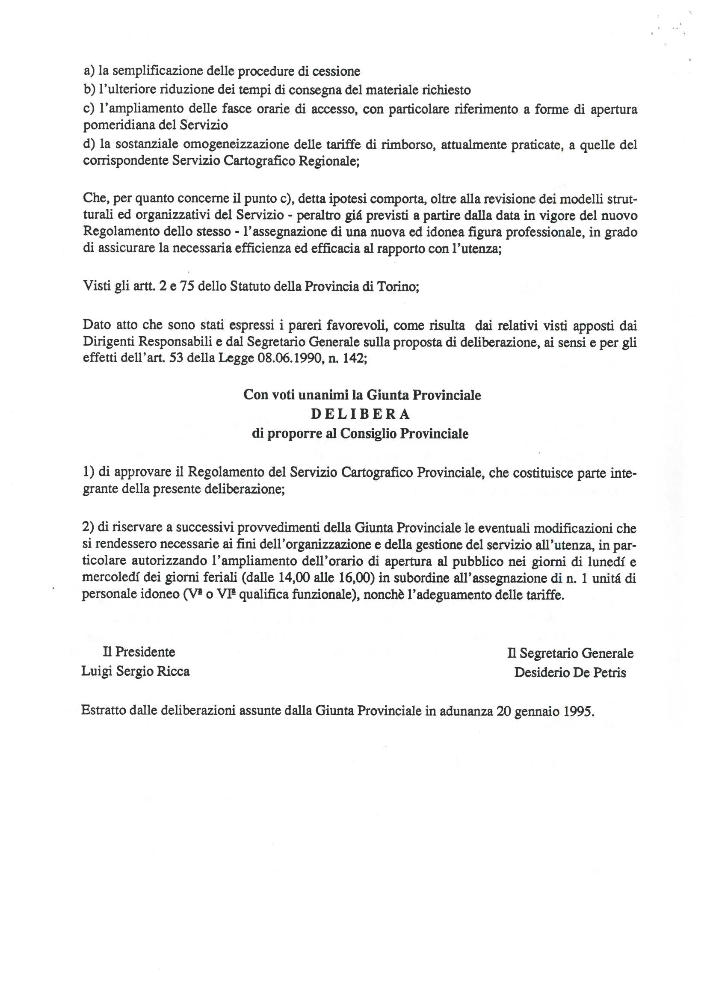 a) la semplificazione delle procedure di cessione
b) l'ulteriore riduzione dei tempi di consegna del materiale richiesto
c) l'ampliamento delle fasce orarie di accesso, con particolare riferimento a forme di apertura
pomeridiana del Servizio
d) la sostanziale omogeneizzazione delle tariffe di rimborso, attualmente praticate, a quelle del
corrispondente Servizio Cartografico Regionale;
Che, per quanto concerne il punto c), detta ipotesi comporta, oltre alla revisione dei modelli strut-
turali ed organizzativi del Servizio - peraltro giá previsti a partire dalla data in vigore del nuovo
Regolamento dello stesso - l'assegnazione di una nuova ed idonea figura professionale, in grado
di assicurare la necessaria efficienza ed efficacia al rapporto con l'utenza;
Visti gli artt. 2 e 75 dello Statuto della Provincia di Torino;
Dato atto che sono stati espressi i pareri favorevoli, come risulta dai relativi visti apposti dai
Dirigenti Responsabili e dal Segretario Generale sulla proposta di deliberazione, ai sensi e per gli
effetti dell'art. 53 della Legge 08.06.1990, n. 142;
Con voti unanimi la Giunta Provinciale
D E L I B E R A
di proporre al Consiglio Provinciale
1) di approvare il Regolamento del Servizio Cartografico Provinciale, che costituisce parte inte-
grante della presente deliberazione;
2) di riservare a successivi provvedimenti della Giunta Provinciale le eventuali modificazioni che
si rendessero necessarie ai fini dell'organizzazione e della gestione del servizio all'utenza, in par-
ticolare autorizzando l'ampliamento dell'orario di apertura al pubblico nei giorni di lunedí e
mercoledí dei giorni feriali (dalle 14,00 alle 16,00) in subordine all'assegnazione di n. 1 unitá di
personale idoneo (Vª o VIª qualifica funzionale), nonchè l'adeguamento delle tariffe.
Il Presidente
Luigi Sergio Ricca
Il Segretario Generale
Desiderio De Petris
Estratto dalle deliberazioni assunte dalla Giunta Provinciale in adunanza 20 gennaio 1995.